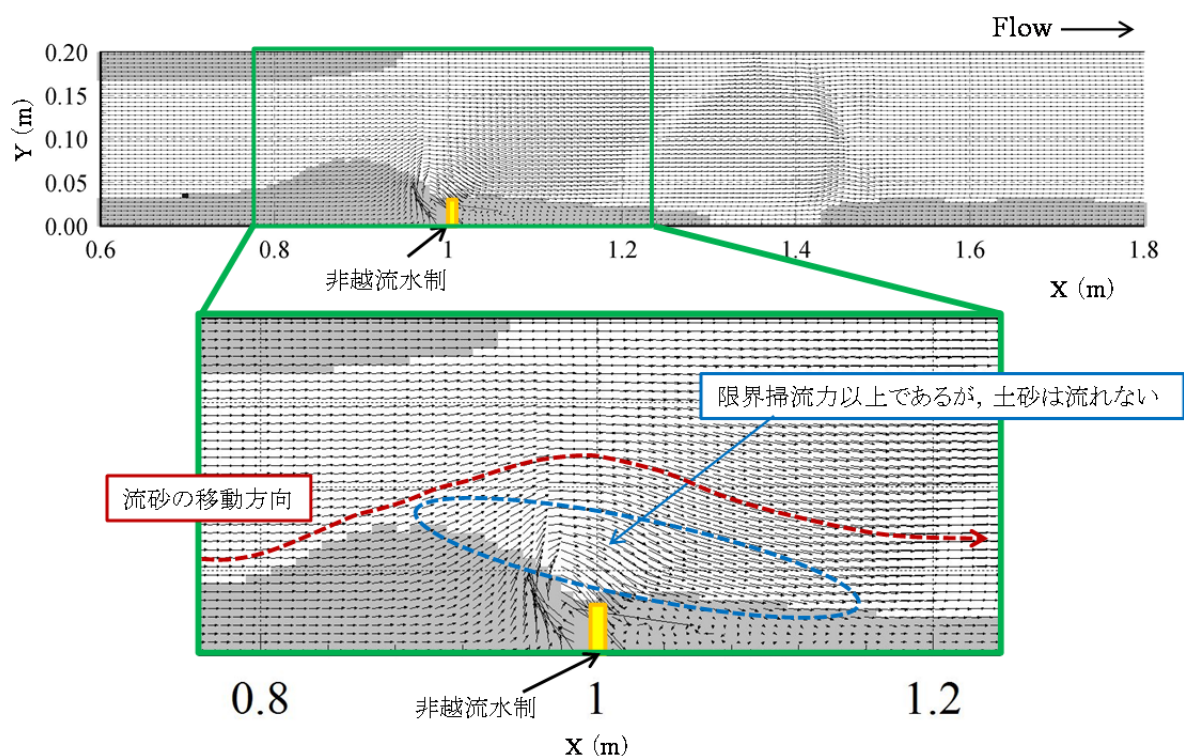 Flow
0.20
0.15
0.10
0.05
0.00
Y (m)
0.6
0.8
1
1.2
1.4
1.6
1.8
X (m)
非越流水制
限界掃流力以上であるが, 土砂は流れない
流砂の移動方向
0.8
1
1.2
非越流水制
X (m)